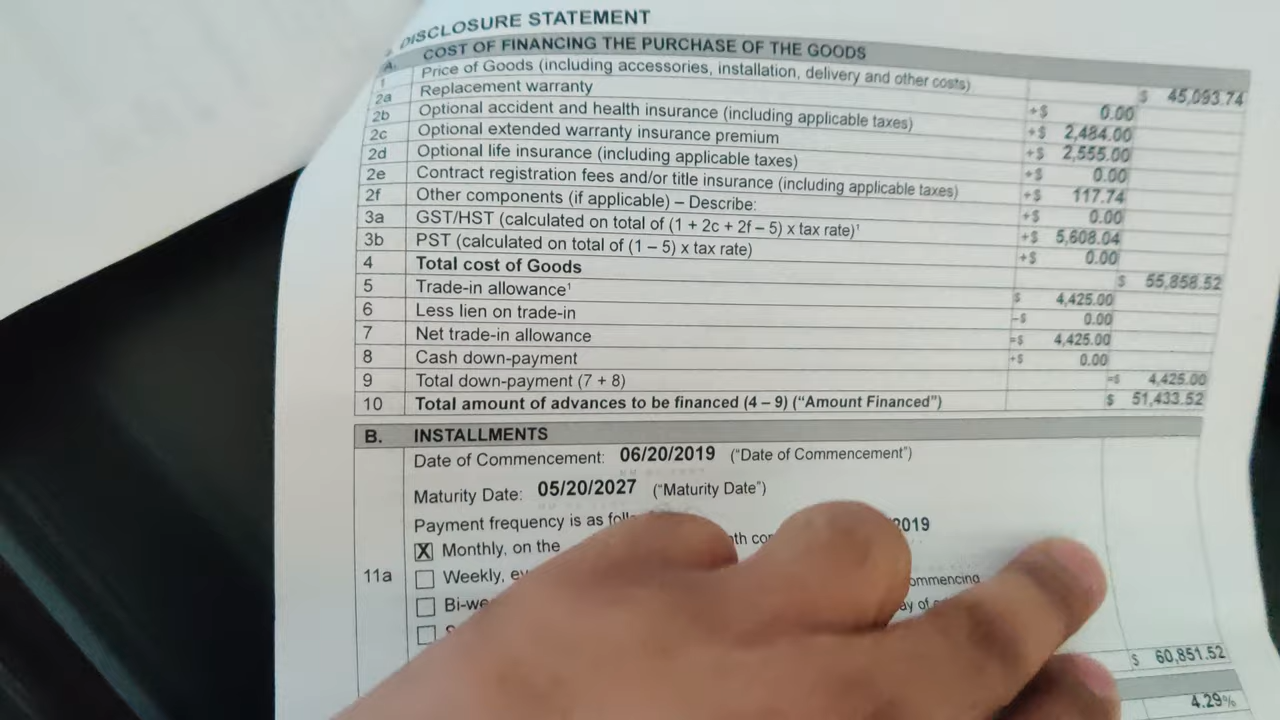 DISCLOSURE STATEMENT
A. COST OF FINANCING THE PURCHASE OF THE GOODS
1 Price of Goods (including accessories, installation, delivery and other costs) $ 45,093.74
2a Replacement warranty +$ 0.00
2b Optional accident and health insurance (including applicable taxes) +$ 2,484.00
2c Optional extended warranty insurance premium +$ 2,555.00
2d Optional life insurance (including applicable taxes) +$ 0.00
2e Contract registration fees and/or title insurance (including applicable taxes) +$ 117.74
2f Other components (if applicable) – Describe: +$ 0.00
3a GST/HST (calculated on total of (1 + 2c + 2f – 5) x tax rate)¹ +$ 5,608.04
3b PST (calculated on total of (1 – 5) x tax rate) +$ 0.00
4 Total cost of Goods $ 55,858.52
5 Trade-in allowance¹ $ 4,425.00
6 Less lien on trade-in –$ 0.00
7 Net trade-in allowance =$ 4,425.00
8 Cash down-payment +$ 0.00
9 Total down-payment (7 + 8) =$ 4,425.00
10 Total amount of advances to be financed (4 – 9) ("Amount Financed") $ 51,433.52
B. INSTALLMENTS
Date of Commencement: 06/20/2019 ("Date of Commencement")
Maturity Date: 05/20/2027 ("Maturity Date")
Payment frequency is as 2019
X Monthly, on the
11a Weekly,
$ 60,851.52
4.29%